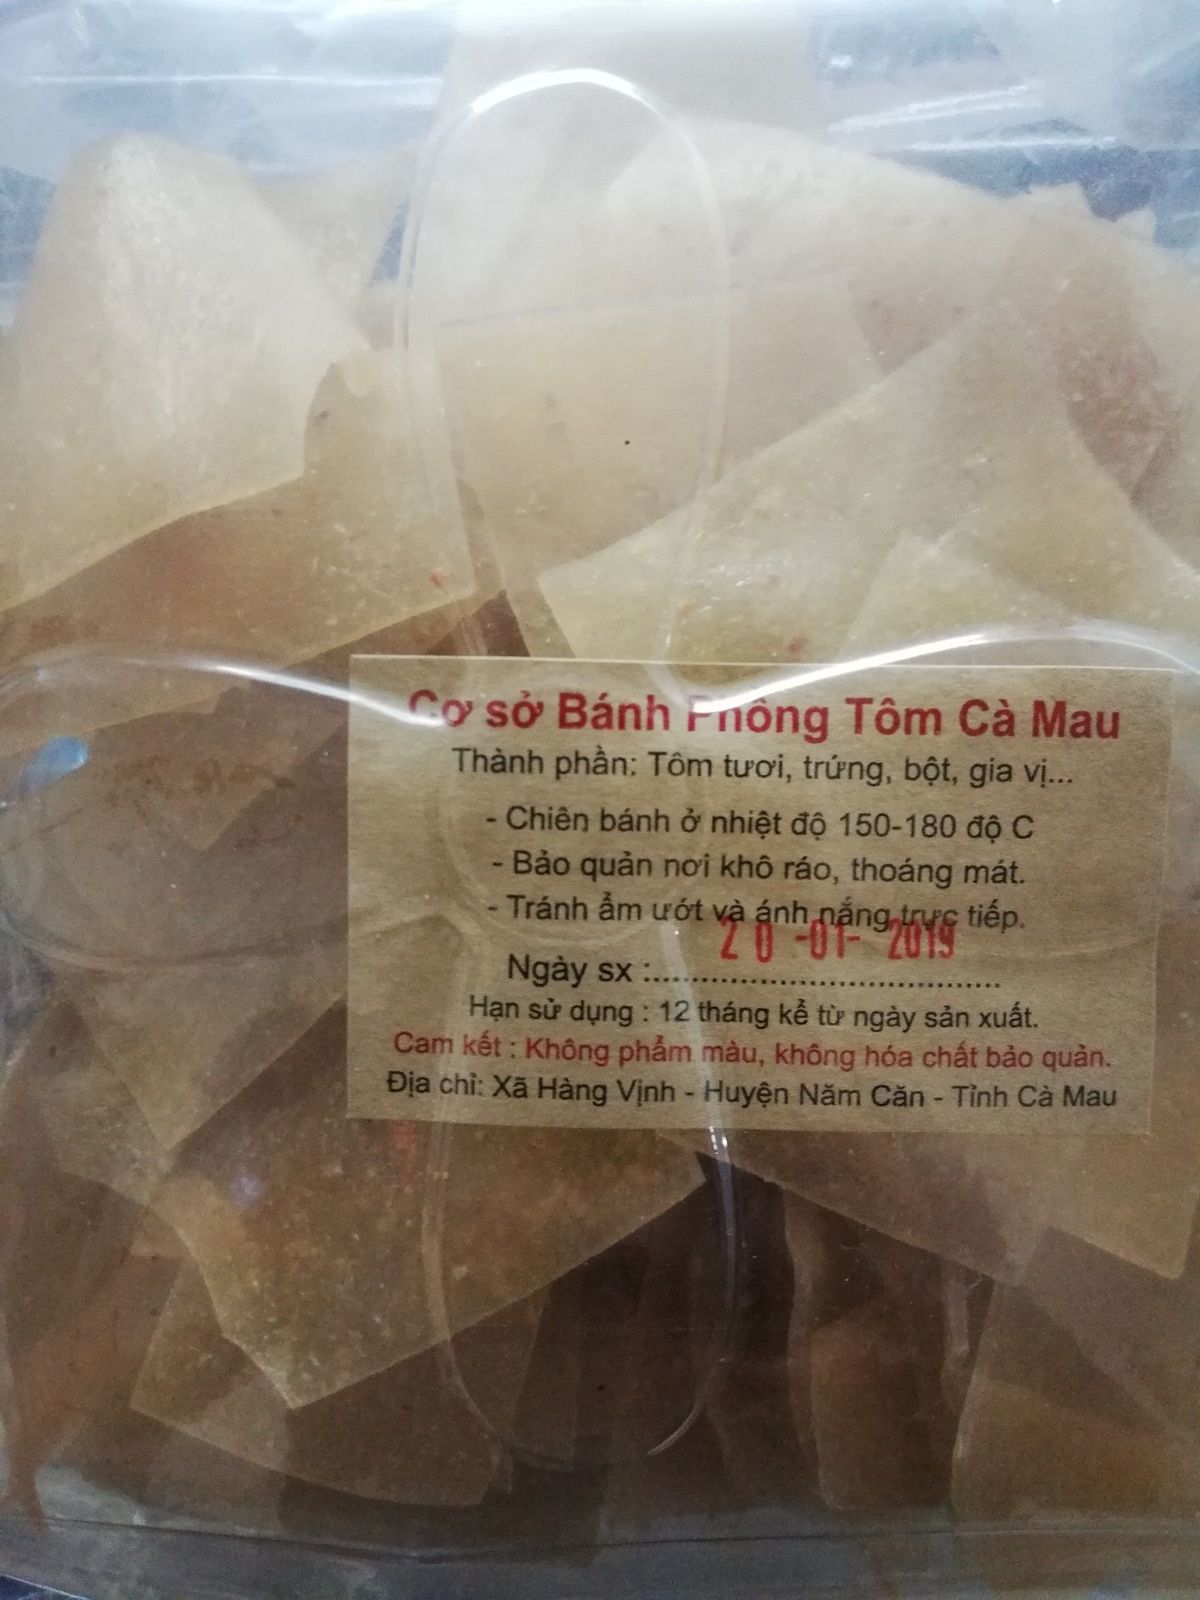 Cơ sở Bánh Phồng Tôm Cà Mau
Thành phần: Tôm tươi, trứng, bột, gia vị...
- Chiên bánh ở nhiệt độ 150-180 độ C
- Bảo quản nơi khô ráo, thoáng mát.
- Tránh ẩm ướt và ánh nắng trực tiếp.
20 -01- 2019
Ngày sx :....................................
Hạn sử dụng : 12 tháng kể từ ngày sản xuất.
Cam kết : Không phẩm màu, không hóa chất bảo quản.
Địa chỉ: Xã Hàng Vịnh - Huyện Năm Căn - Tỉnh Cà Mau